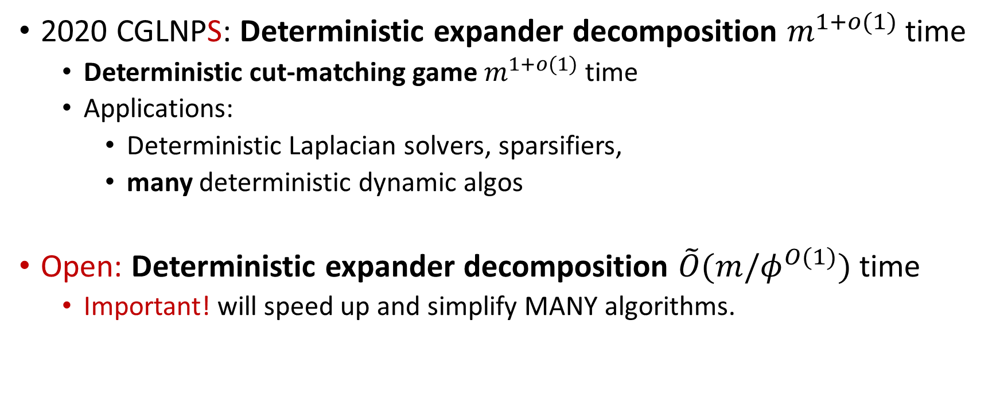 • 2020 CGLNPS: Deterministic expander decomposition 𝑚^{1+𝑜(1)} time
• Deterministic cut-matching game 𝑚^{1+𝑜(1)} time
• Applications:
• Deterministic Laplacian solvers, sparsifiers,
• many deterministic dynamic algos
• Open: Deterministic expander decomposition Õ(𝑚/𝜙^{𝑂(1)}) time
• Important! will speed up and simplify MANY algorithms.